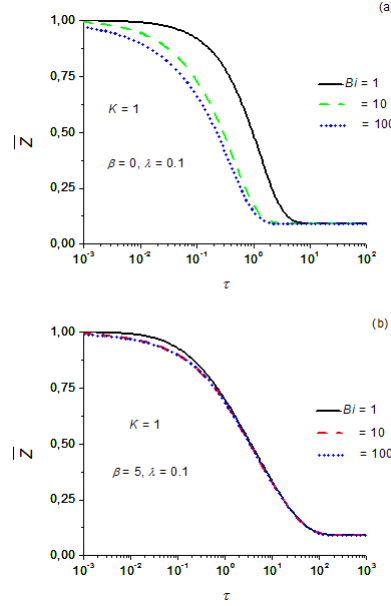 (a)
1,00
0,75
0,50
0,25
0,00
Z
Bi = 1
= 10
= 100
K = 1
β = 0, λ = 0.1
10⁻³ 10⁻² 10⁻¹ 10⁰ 10¹ 10²
τ
(b)
1,00
0,75
0,50
0,25
0,00
Z
Bi = 1
= 10
= 100
K = 1
β = 5, λ = 0.1
10⁻³ 10⁻² 10⁻¹ 10⁰ 10¹ 10² 10³
τ